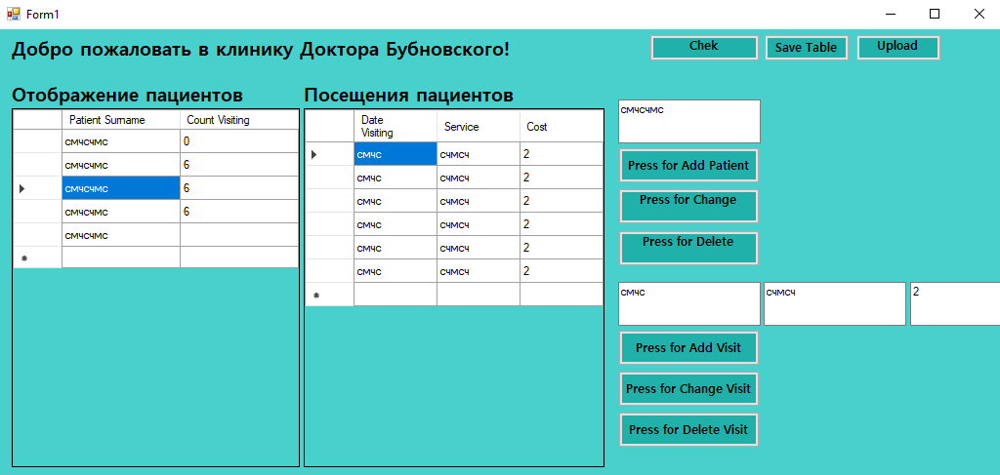 Form1
Добро пожаловать в клинику Доктора Бубновского!
Chek
Save Table
Upload
Отображение пациентов
Посещения пациентов
Patient Surname Count Visiting
смчсчмс 0
смчсчмс 6
смчсчмс 6
смчсчмс 6
смчсчмс
Date Visiting Service Cost
смчс счмсч 2
смчс счмсч 2
смчс счмсч 2
смчс счмсч 2
смчс счмсч 2
смчс счмсч 2
смчсчмс
Press for Add Patient
Press for Change
Press for Delete
смчс счмсч 2
Press for Add Visit
Press for Change Visit
Press for Delete Visit